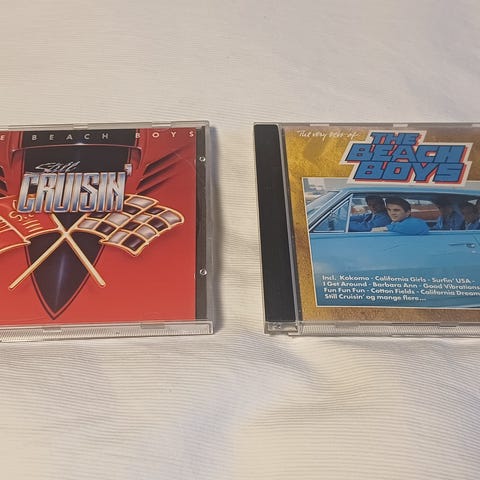 E BEACH BOYS
Still
CRUISIN'
The very best of
THE
BEACH
BOYS
Incl. Kokomo - California Girls - Surfin' USA -
I Get Around - Barbara Ann - Good Vibrations
Fun Fun Fun - Cotton Fields - California Dream
Still Cruisin' og mange flere...